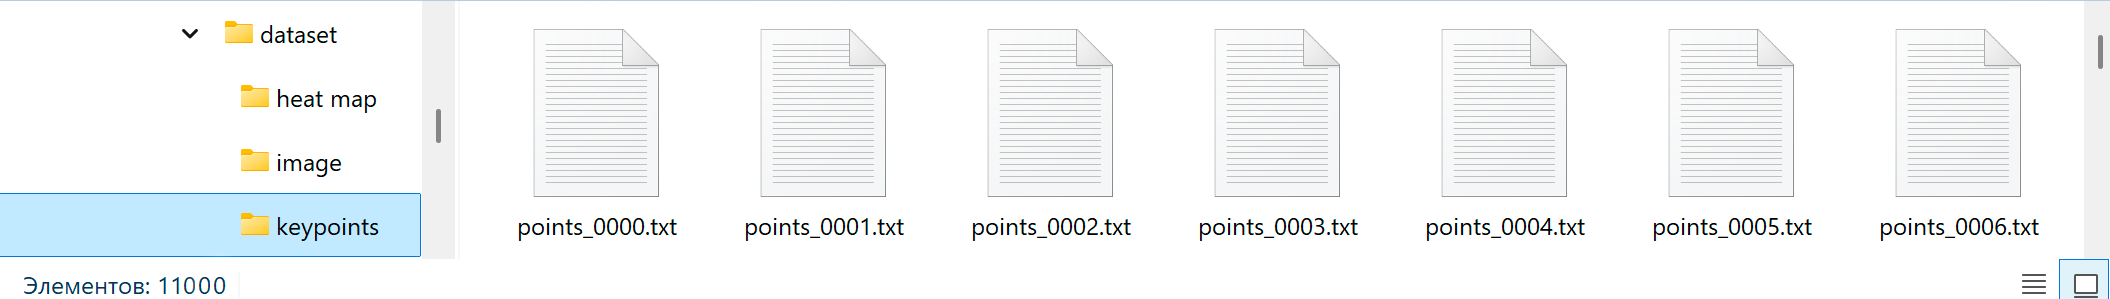 dataset
heat map
image
keypoints
points_0000.txt points_0001.txt points_0002.txt points_0003.txt points_0004.txt points_0005.txt points_0006.txt
Элементов: 11000